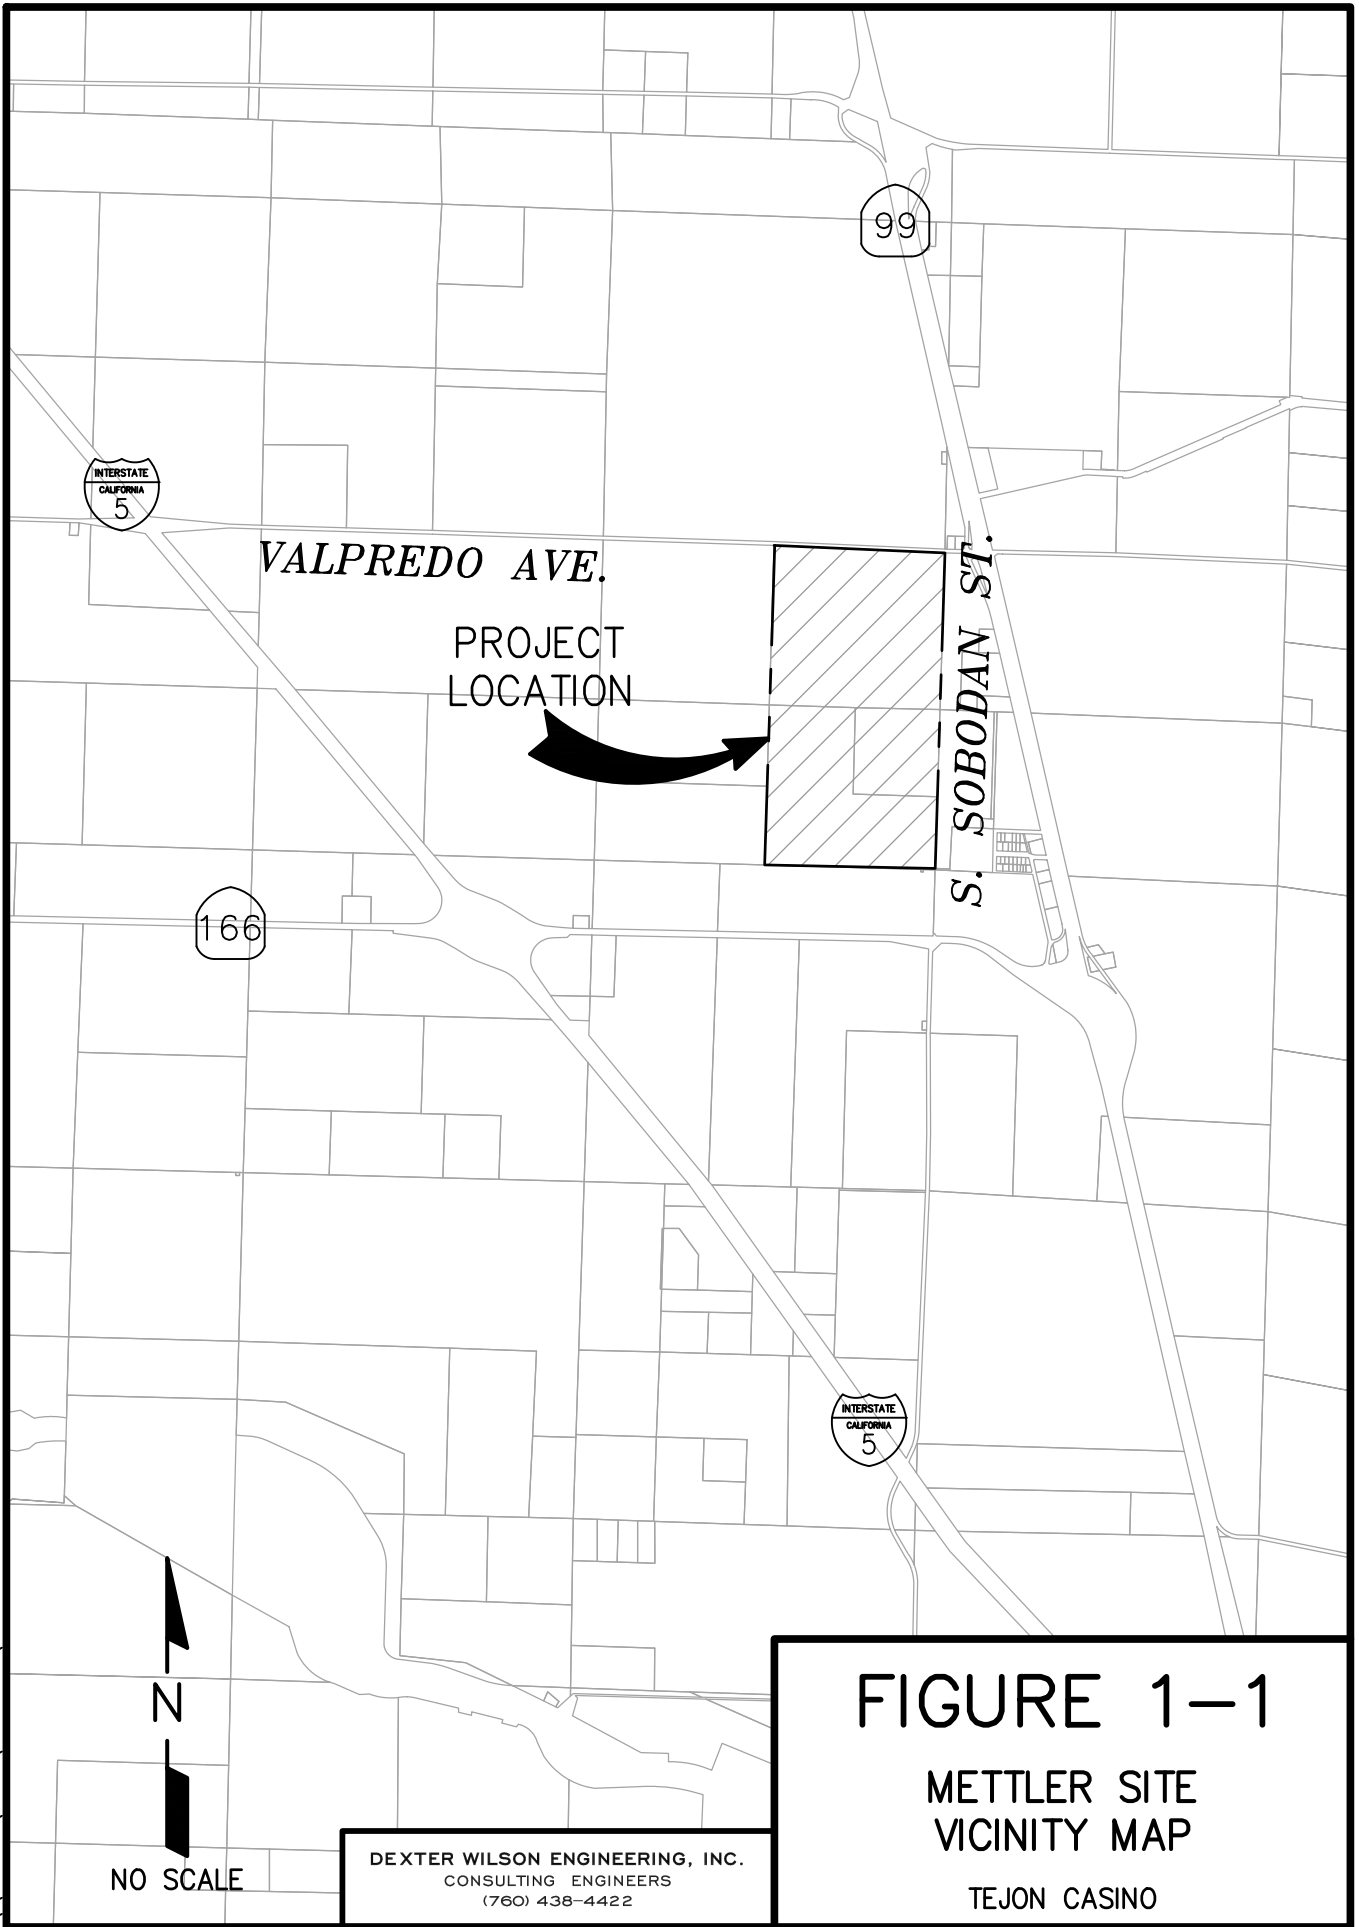 99
INTERSTATE
CALIFORNIA
5
VALPREDO AVE.
S. SOBODAN ST.
PROJECT
LOCATION
166
INTERSTATE
CALIFORNIA
5
N
NO SCALE
DEXTER WILSON ENGINEERING, INC.
CONSULTING ENGINEERS
(760) 438-4422
FIGURE 1-1
METTLER SITE
VICINITY MAP
TEJON CASINO